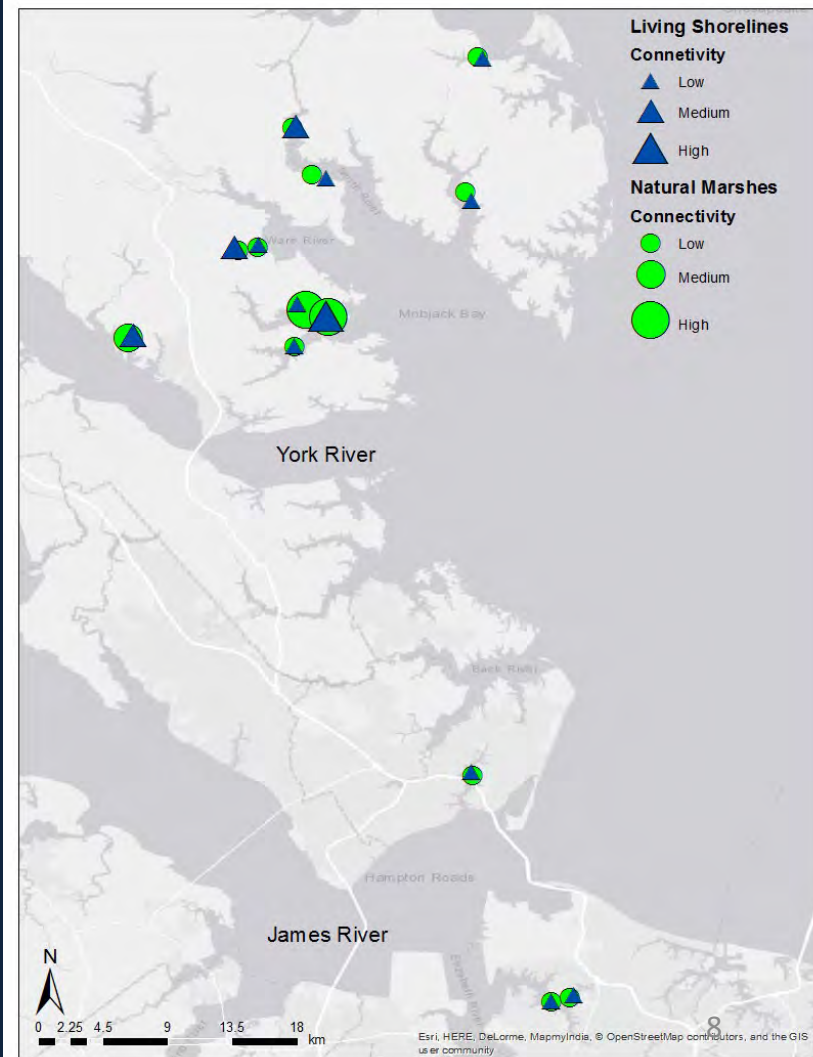 Living Shorelines
Connetivity
Low
Medium
High
Natural Marshes
Connectivity
Low
Medium
High
Ware River
Mobjack Bay
York River
Back River
Hampton Roads
James River
N
0 2.25 4.5 9 13.5 18
km
8
Esri, HERE, DeLorme, MapmyIndia, © OpenStreetMap contributors, and the GIS
user community